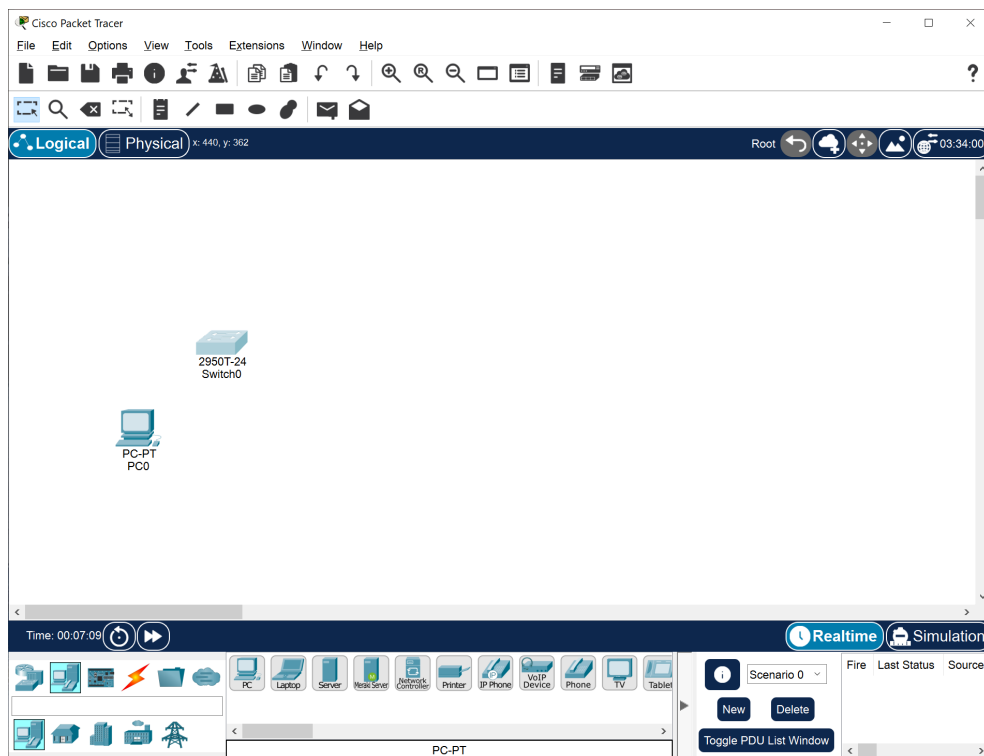 Cisco Packet Tracer
File Edit Options View Tools Extensions Window Help
?
Logical Physical x: 440, y: 362 Root 03:34:00
2950T-24
Switch0
PC-PT
PC0
Time: 00:07:09 Realtime Simulation
PC Laptop Server Meraki Server Network Controller Printer IP Phone VoIP Device Phone TV Tablet
Scenario 0
Fire Last Status Source
New Delete
Toggle PDU List Window
PC-PT